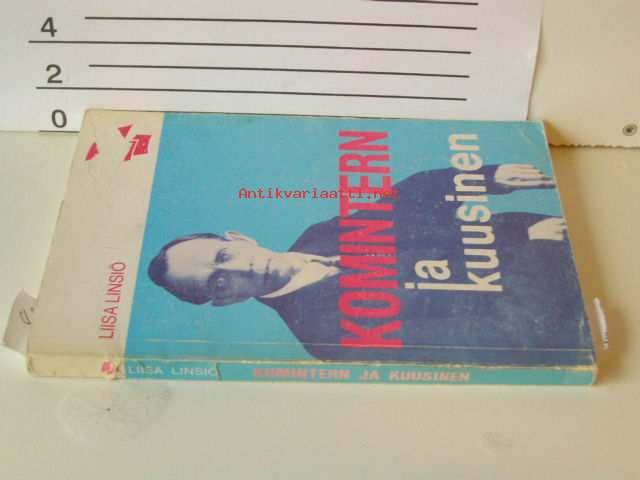 4
2
0
LIISA LINSIÖ
KOMINTERN
ja
kuusinen
Antikvariaatti.net
LIISA LINSIÖ KOMINTERN JA KUUSINEN